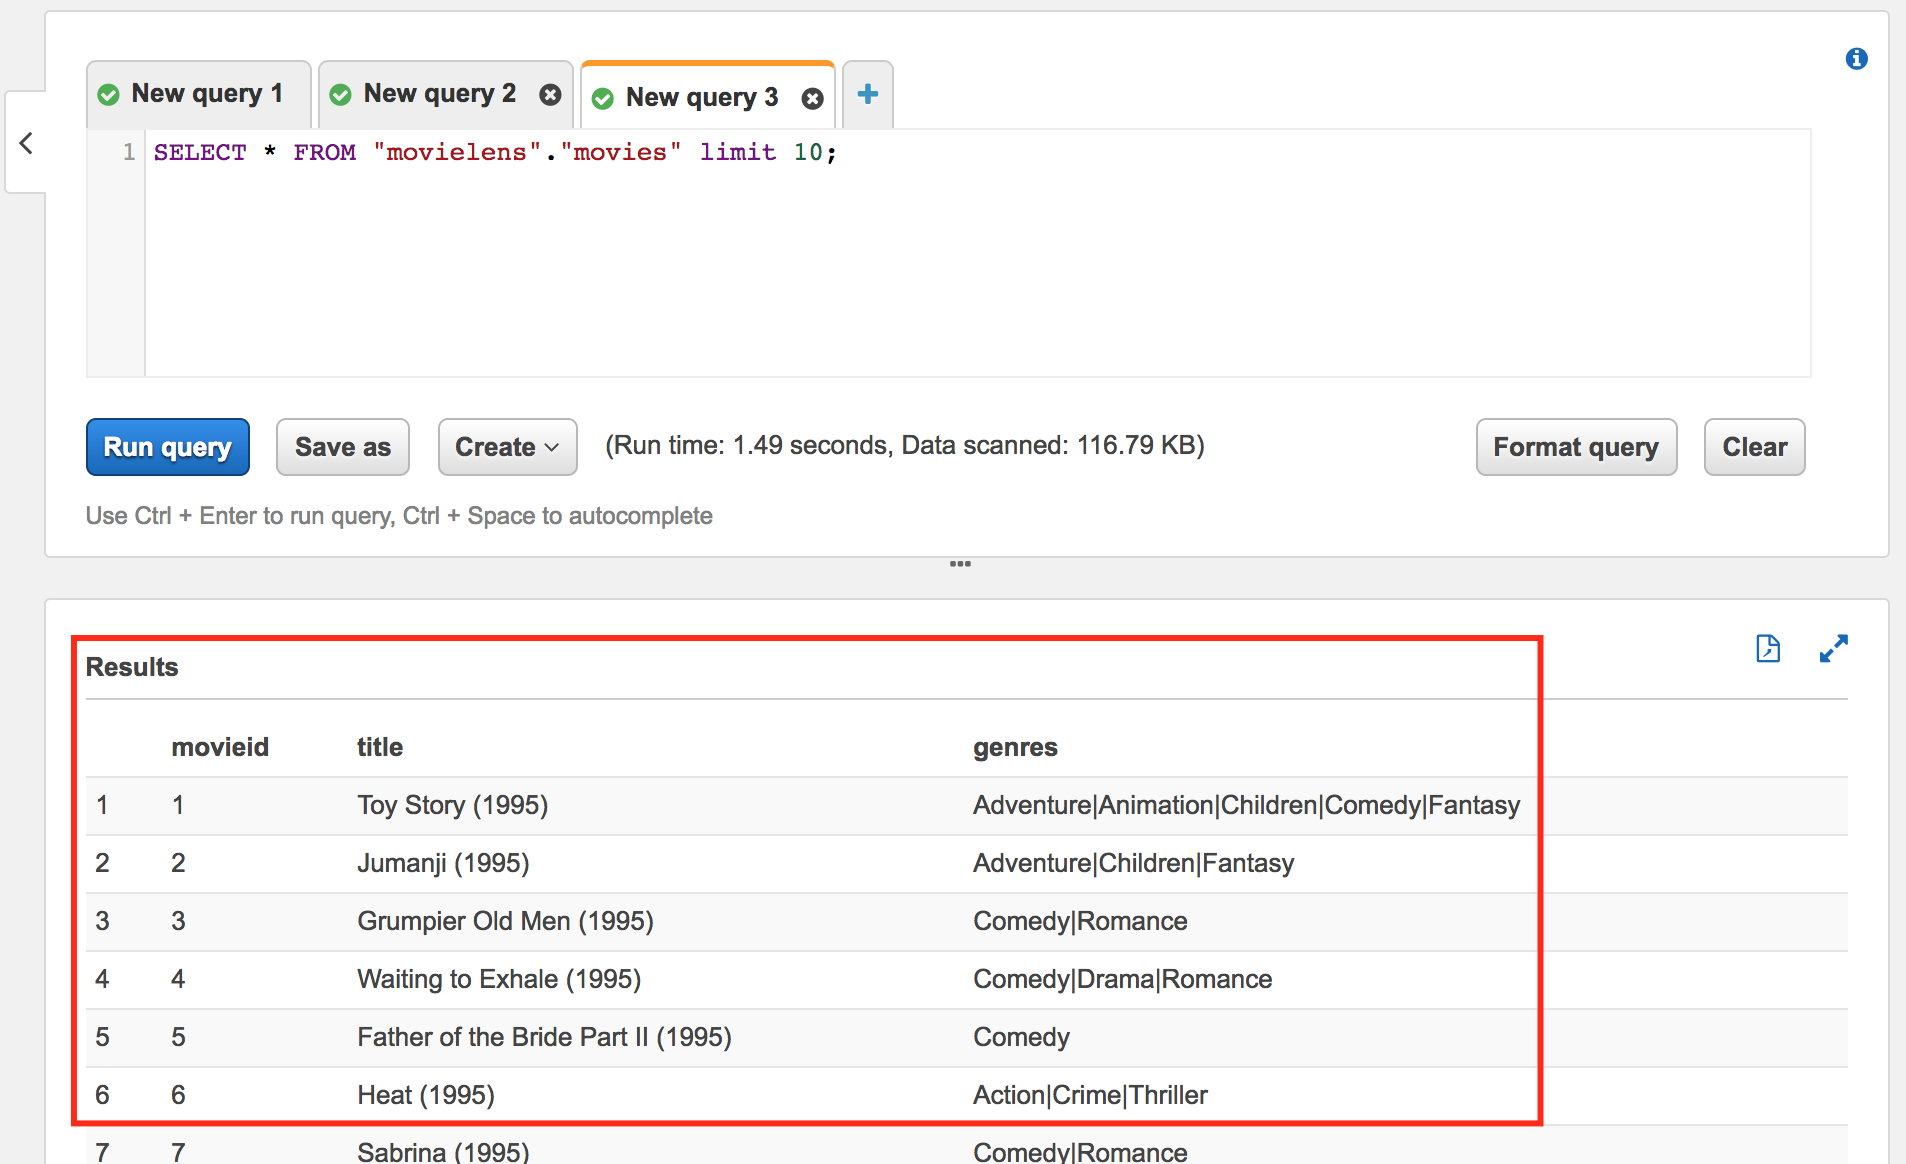 New query 1 New query 2 New query 3
1 SELECT * FROM "movielens"."movies" limit 10;
Run query Save as Create (Run time: 1.49 seconds, Data scanned: 116.79 KB) Format query Clear
Use Ctrl + Enter to run query, Ctrl + Space to autocomplete
Results
movieid title genres
1 1 Toy Story (1995) Adventure|Animation|Children|Comedy|Fantasy
2 2 Jumanji (1995) Adventure|Children|Fantasy
3 3 Grumpier Old Men (1995) Comedy|Romance
4 4 Waiting to Exhale (1995) Comedy|Drama|Romance
5 5 Father of the Bride Part II (1995) Comedy
6 6 Heat (1995) Action|Crime|Thriller
7 7 Sabrina (1995) Comedy|Romance